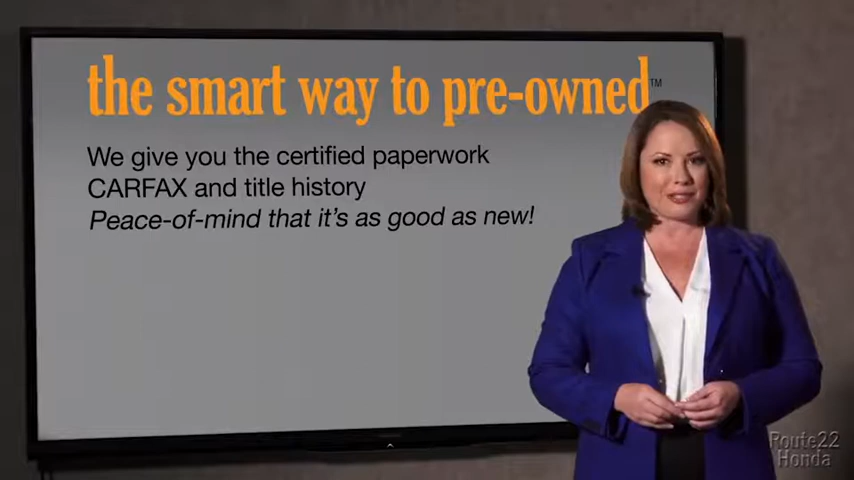 the smart way to pre-owned™
We give you the certified paperwork
CARFAX and title history
Peace-of-mind that it's as good as new!
Route22
Honda